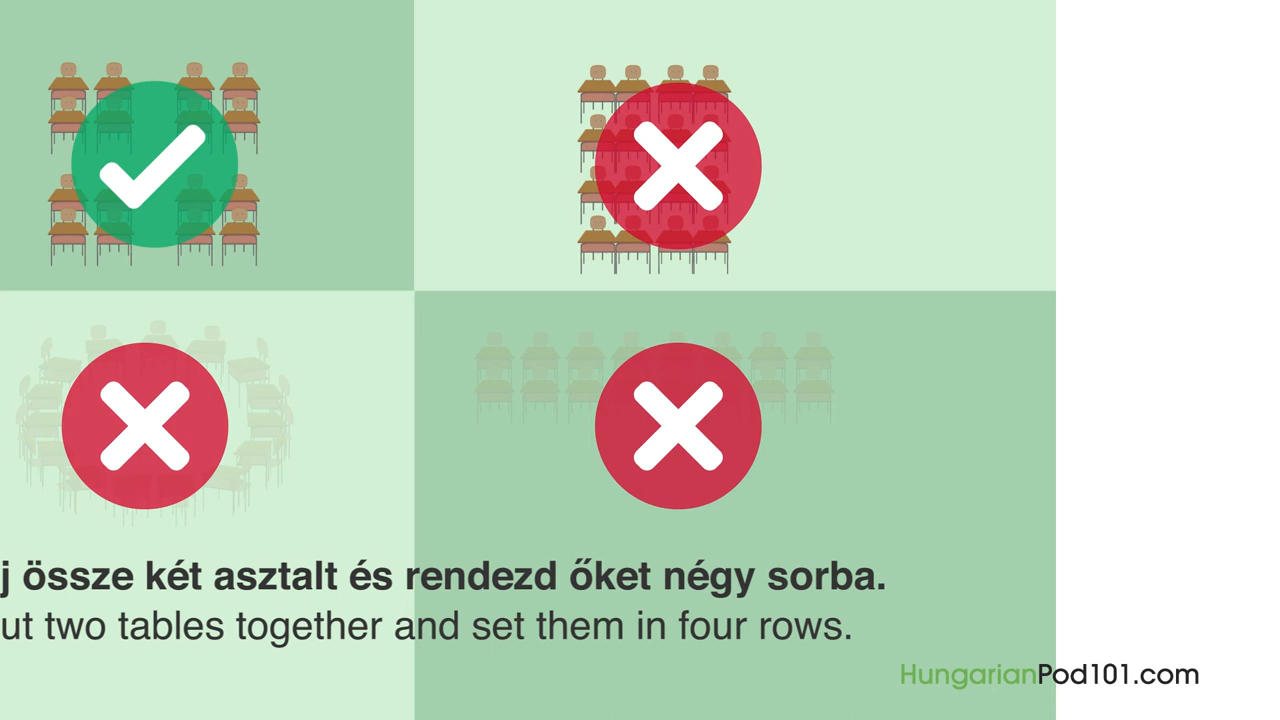 j össze két asztalt és rendezd őket négy sorba.
ut two tables together and set them in four rows.
HungarianPod101.com